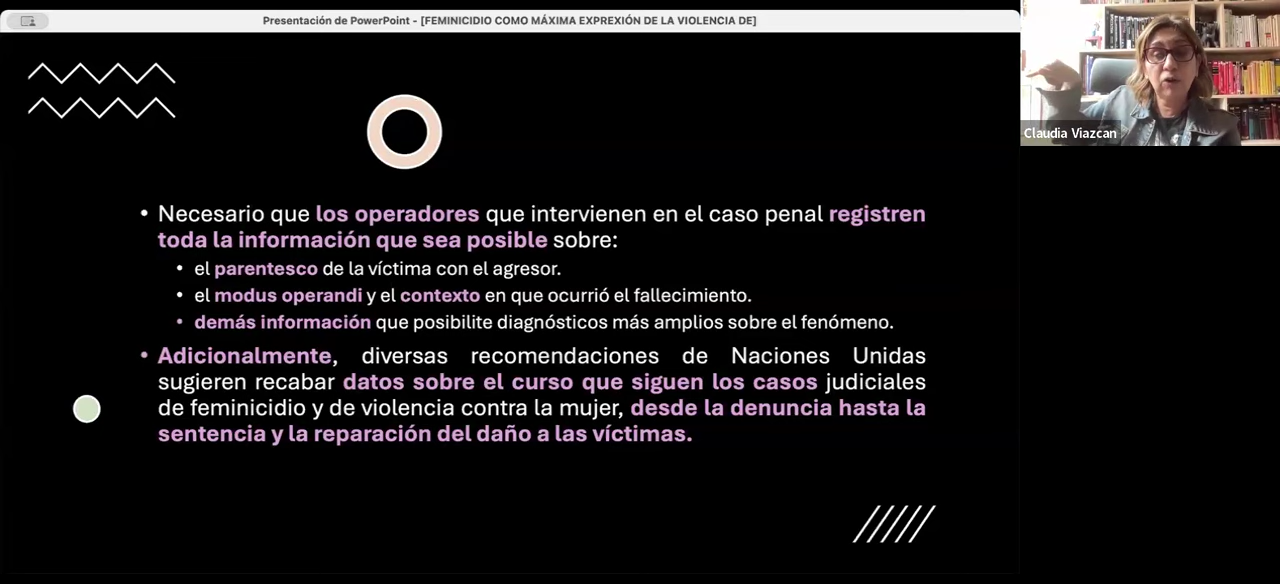 Presentación de PowerPoint - [FEMINICIDIO COMO MÁXIMA EXPREXIÓN DE LA VIOLENCIA DE]
Claudia Viazcan
• Necesario que los operadores que intervienen en el caso penal registren
toda la información que sea posible sobre:
• el parentesco de la víctima con el agresor.
• el modus operandi y el contexto en que ocurrió el fallecimiento.
• demás información que posibilite diagnósticos más amplios sobre el fenómeno.
• Adicionalmente, diversas recomendaciones de Naciones Unidas
sugieren recabar datos sobre el curso que siguen los casos judiciales
de feminicidio y de violencia contra la mujer, desde la denuncia hasta la
sentencia y la reparación del daño a las víctimas.